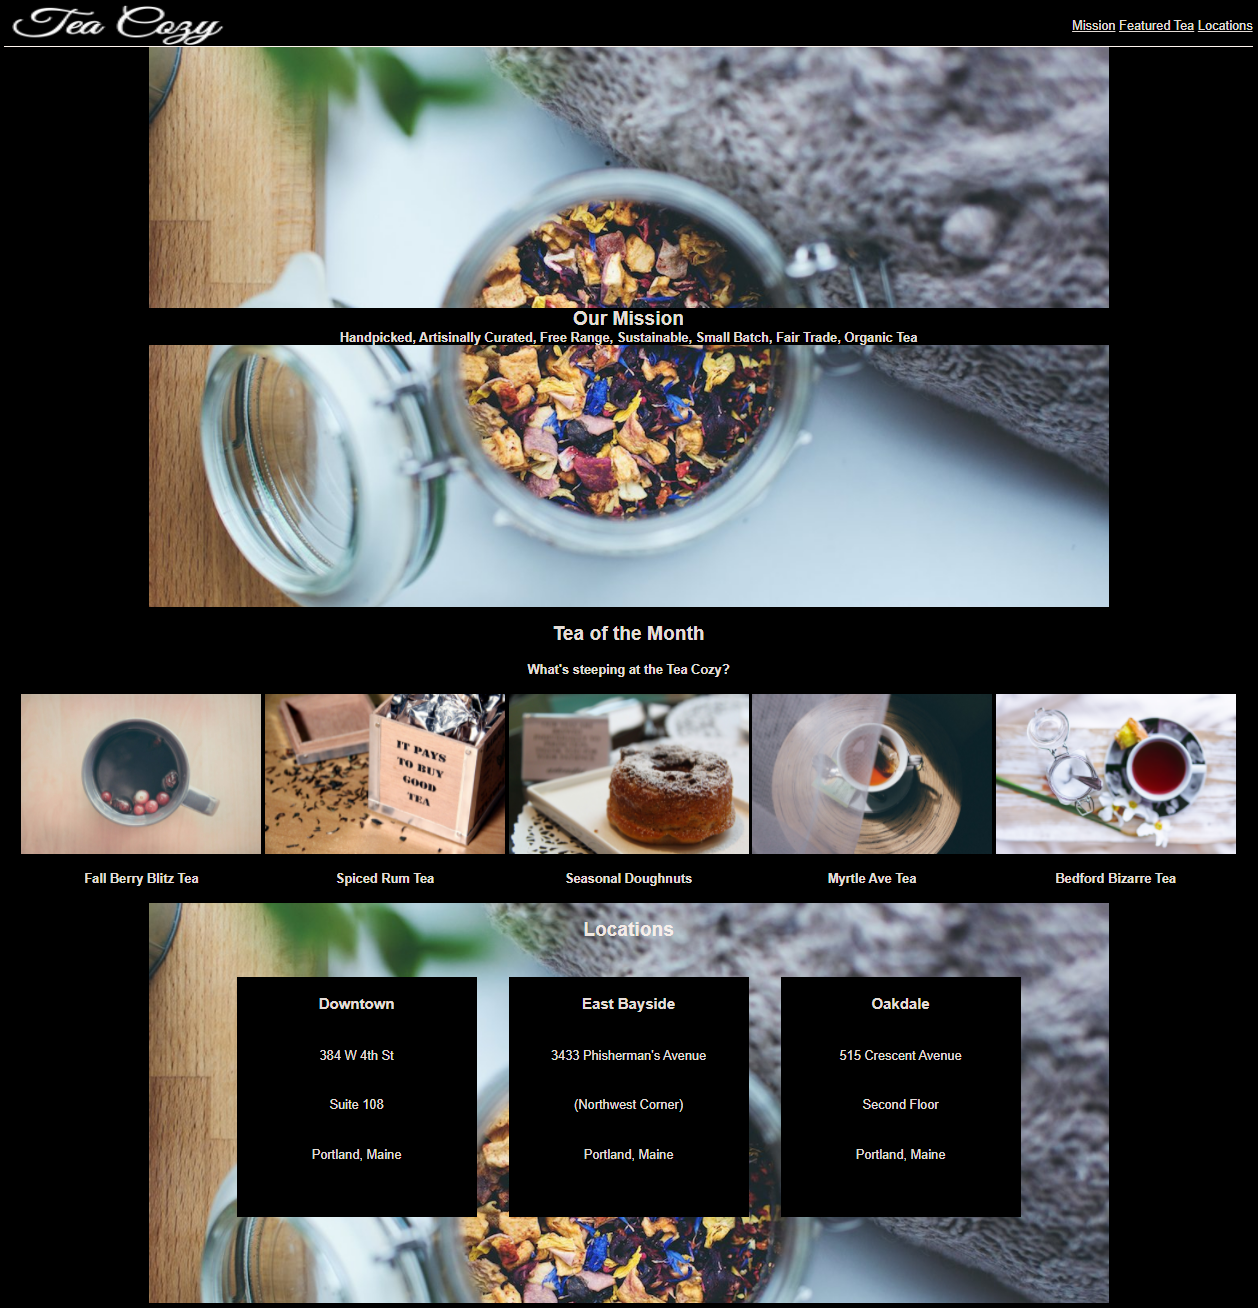 Tea Cozy
Mission Featured Tea Locations
Our Mission
Handpicked, Artisinally Curated, Free Range, Sustainable, Small Batch, Fair Trade, Organic Tea
Tea of the Month
What's steeping at the Tea Cozy?
IT PAYS
TO BUY
GOOD
TEA
Fall Berry Blitz Tea
Spiced Rum Tea
Seasonal Doughnuts
Myrtle Ave Tea
Bedford Bizarre Tea
Locations
Downtown
384 W 4th St
Suite 108
Portland, Maine
East Bayside
3433 Phisherman's Avenue
(Northwest Corner)
Portland, Maine
Oakdale
515 Crescent Avenue
Second Floor
Portland, Maine